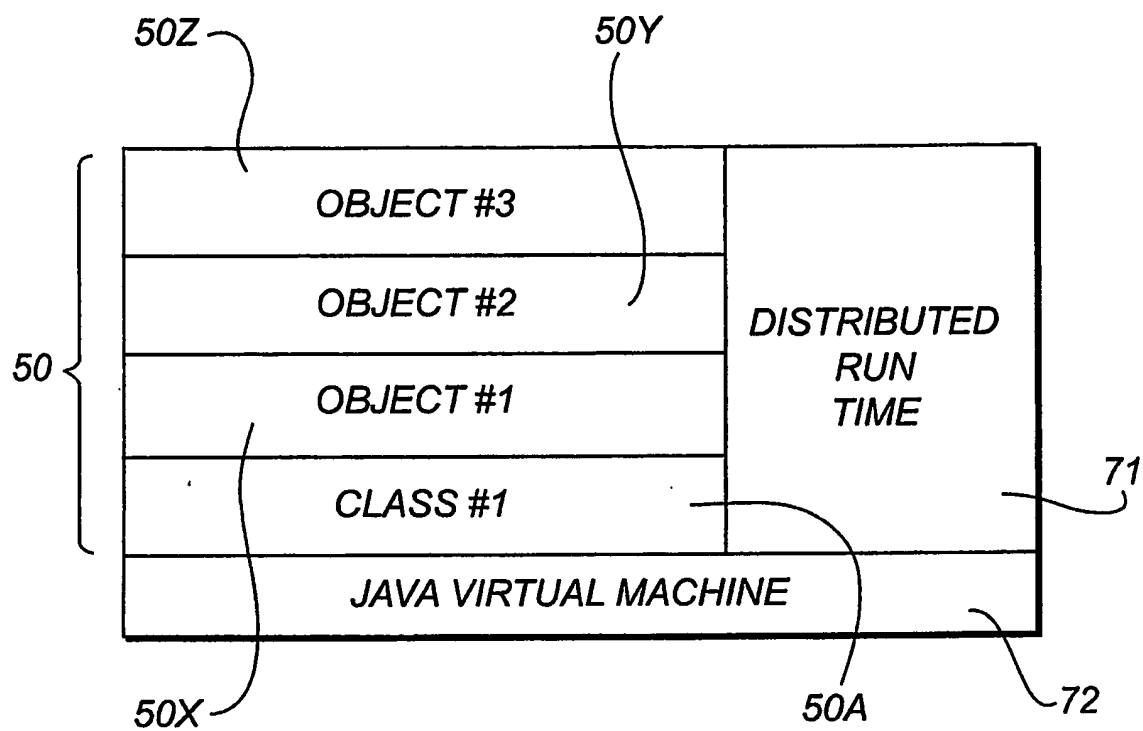 50Z
50Y
OBJECT #3
OBJECT #2
DISTRIBUTED
RUN
TIME
50
OBJECT #1
CLASS #1
71
JAVA VIRTUAL MACHINE
50X
50A
72